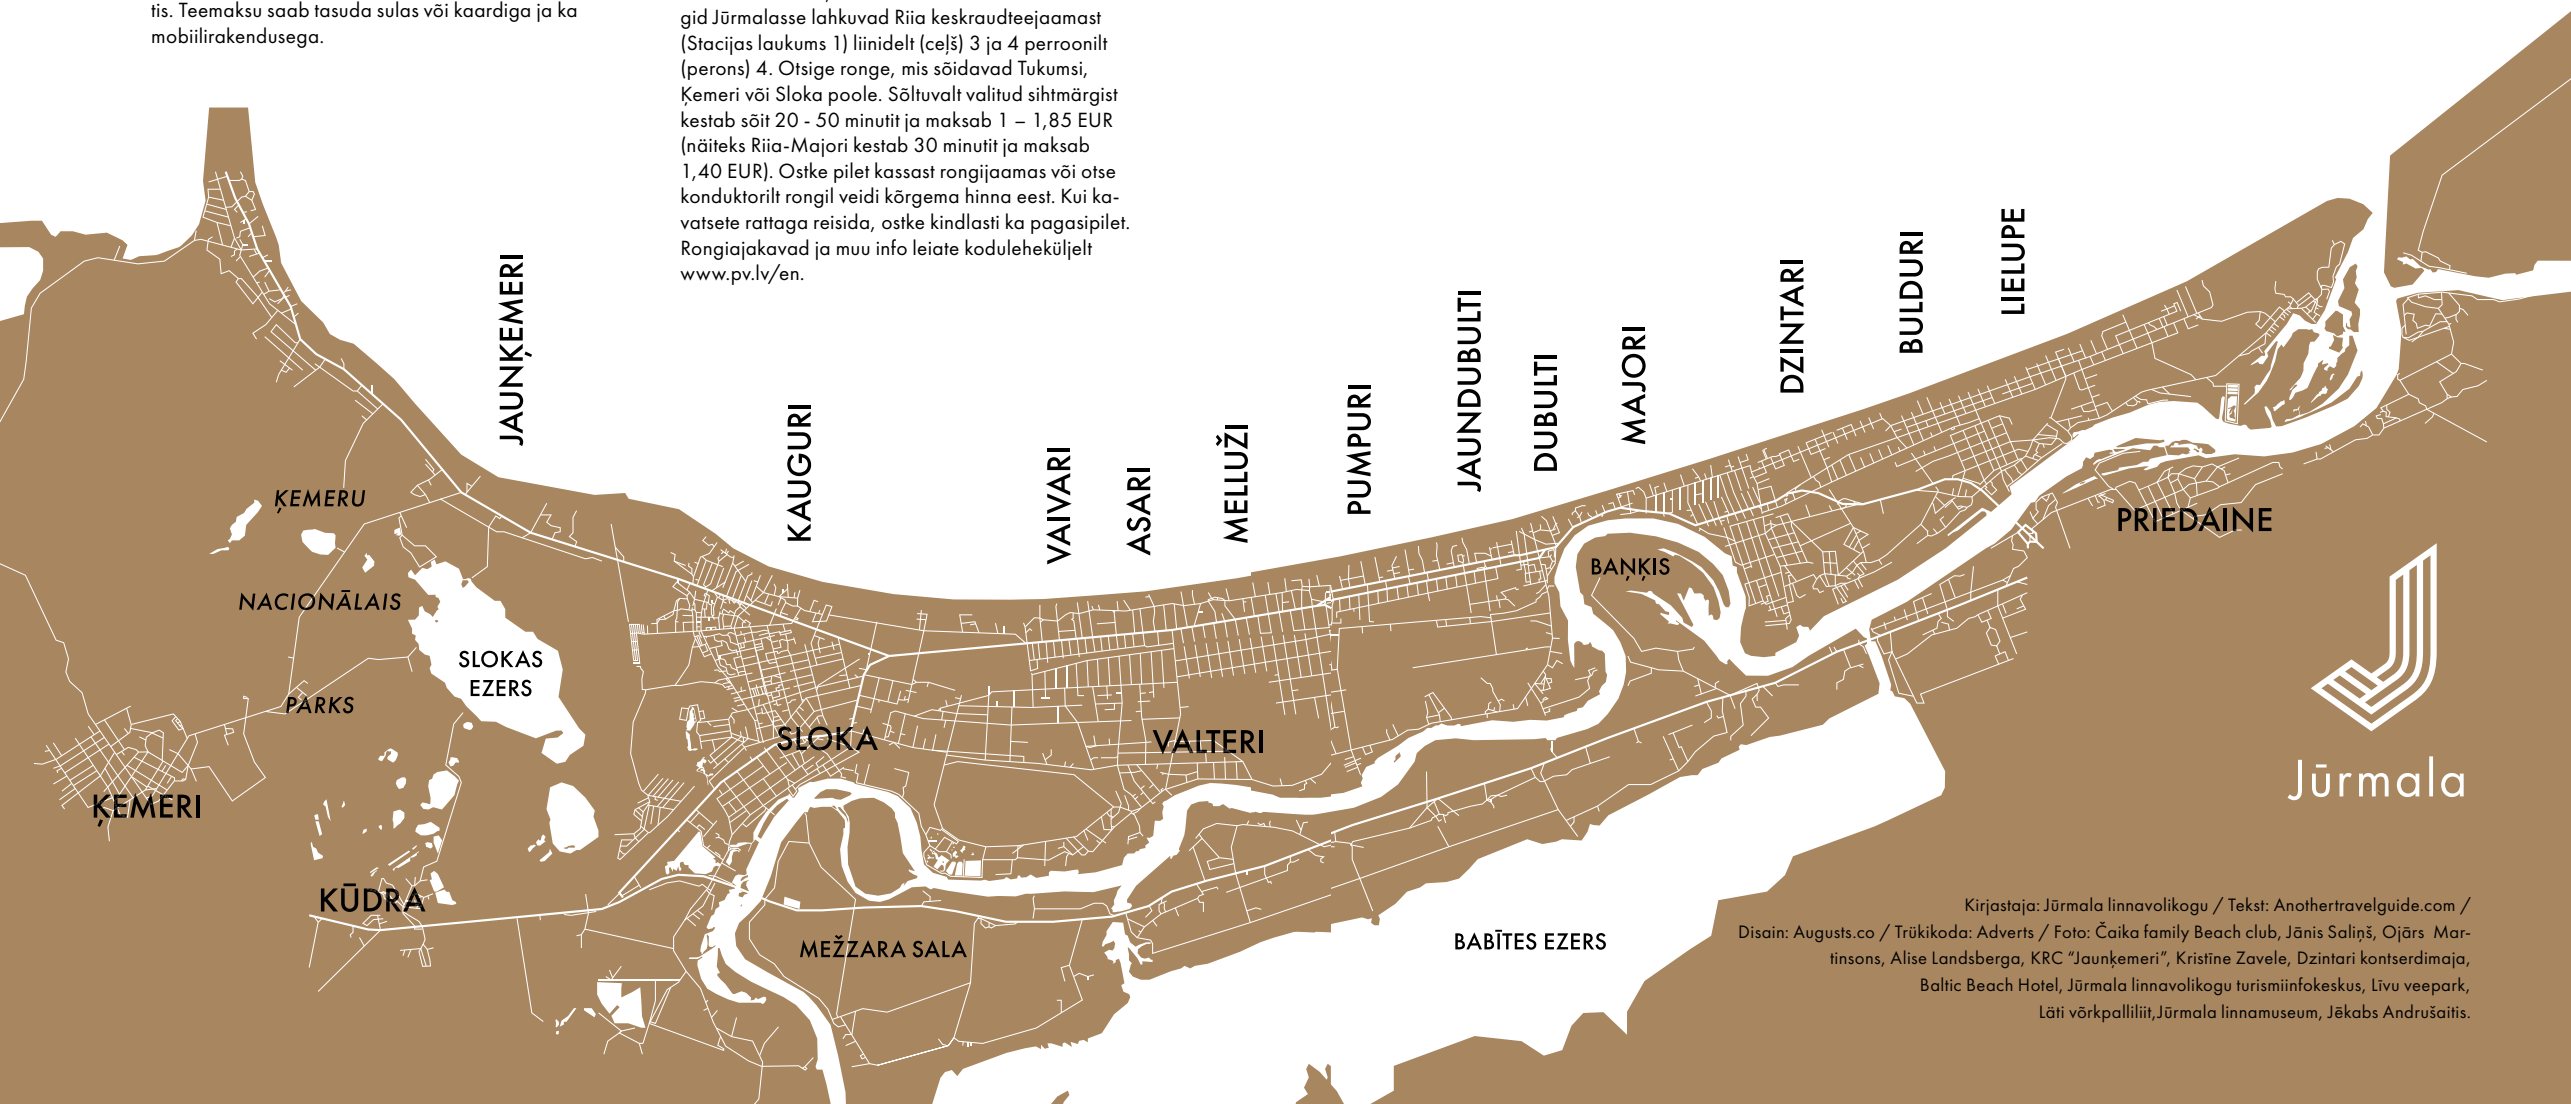 tis. Teemaksu saab tasuda sulas või kaardiga ja ka
mobiilirakendusega.
gid Jūrmalasse lahkuvad Riia keskraudteejaamast
(Stacijas laukums 1) liinidelt (ceļš) 3 ja 4 perroonilt
(perons) 4. Otsige ronge, mis sõidavad Tukumsi,
Ķemeri või Sloka poole. Sõltuvalt valitud sihtmärgist
kestab sõit 20 - 50 minutit ja maksab 1 – 1,85 EUR
(näiteks Riia-Majori kestab 30 minutit ja maksab
1,40 EUR). Ostke pilet kassast rongijaamas või otse
konduktorilt rongil veidi kõrgema hinna eest. Kui ka-
vatsete rattaga reisida, ostke kindlasti ka pagasipilet.
Rongiajakavad ja muu info leiate koduleheküljelt
www.pv.lv/en.
JAUNĶEMERI
KAUGURI
VAIVARI
ASARI
MELLUŽI
PUMPURI
JAUNDUBULTI
DUBULTI
MAJORI
DZINTARI
BULDURI
LIELUPE
ĶEMERU
NACIONĀLAIS
PARKS
SLOKAS
EZERS
BAŅĶIS
PRIEDAINE
SLOKA
VALTERI
ĶEMERI
KŪDRA
MEŽZARA SALA
BABĪTES EZERS
Jūrmala
Kirjastaja: Jūrmala linnavolikogu / Tekst: Anothertravelguide.com /
Disain: Augusts.co / Trükikoda: Adverts / Foto: Čaika family Beach club, Jānis Saliņš, Ojārs Mar-
tinsons, Alise Landsberga, KRC “Jaunķemeri”, Kristīne Zavele, Dzintari kontserdimaja,
Baltic Beach Hotel, Jūrmala linnavolikogu turismiinfokeskus, Līvu veepark,
Läti võrkpalliliit,Jūrmala linnamuseum, Jēkabs Andrušaitis.